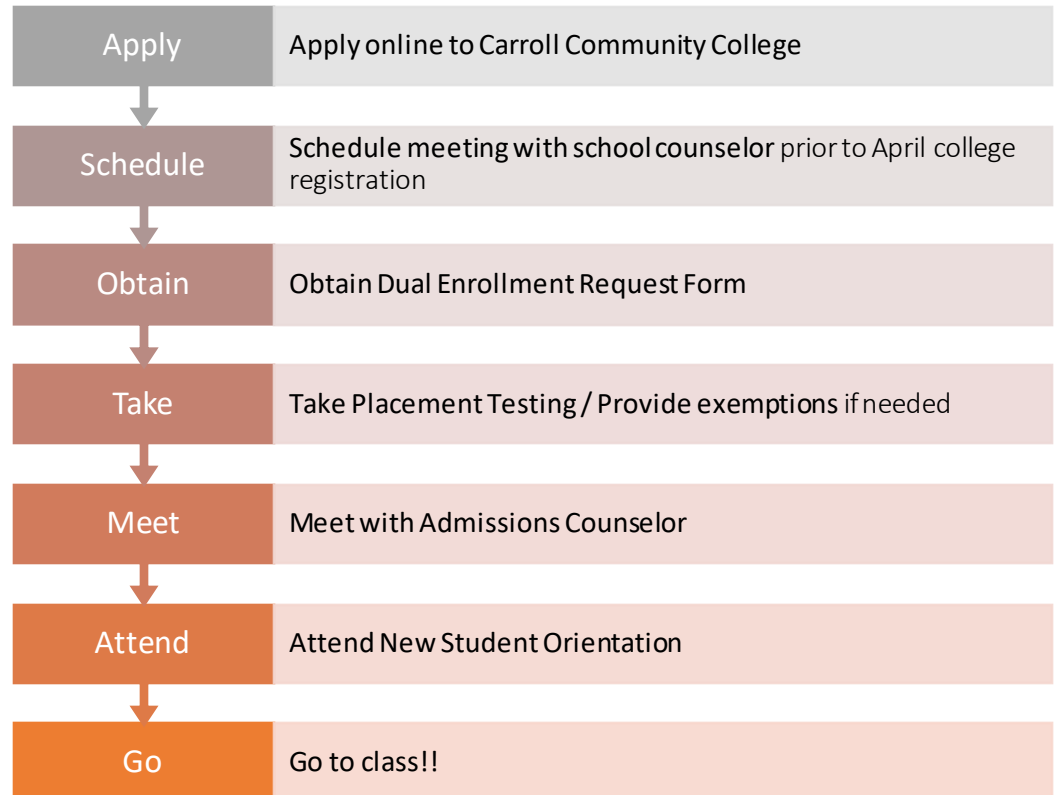 Apply
Apply online to Carroll Community College
Schedule
Schedule meeting with school counselor prior to April college
registration
Obtain
Obtain Dual Enrollment Request Form
Take
Take Placement Testing / Provide exemptions if needed
Meet
Meet with Admissions Counselor
Attend
Attend New Student Orientation
Go
Go to class!!